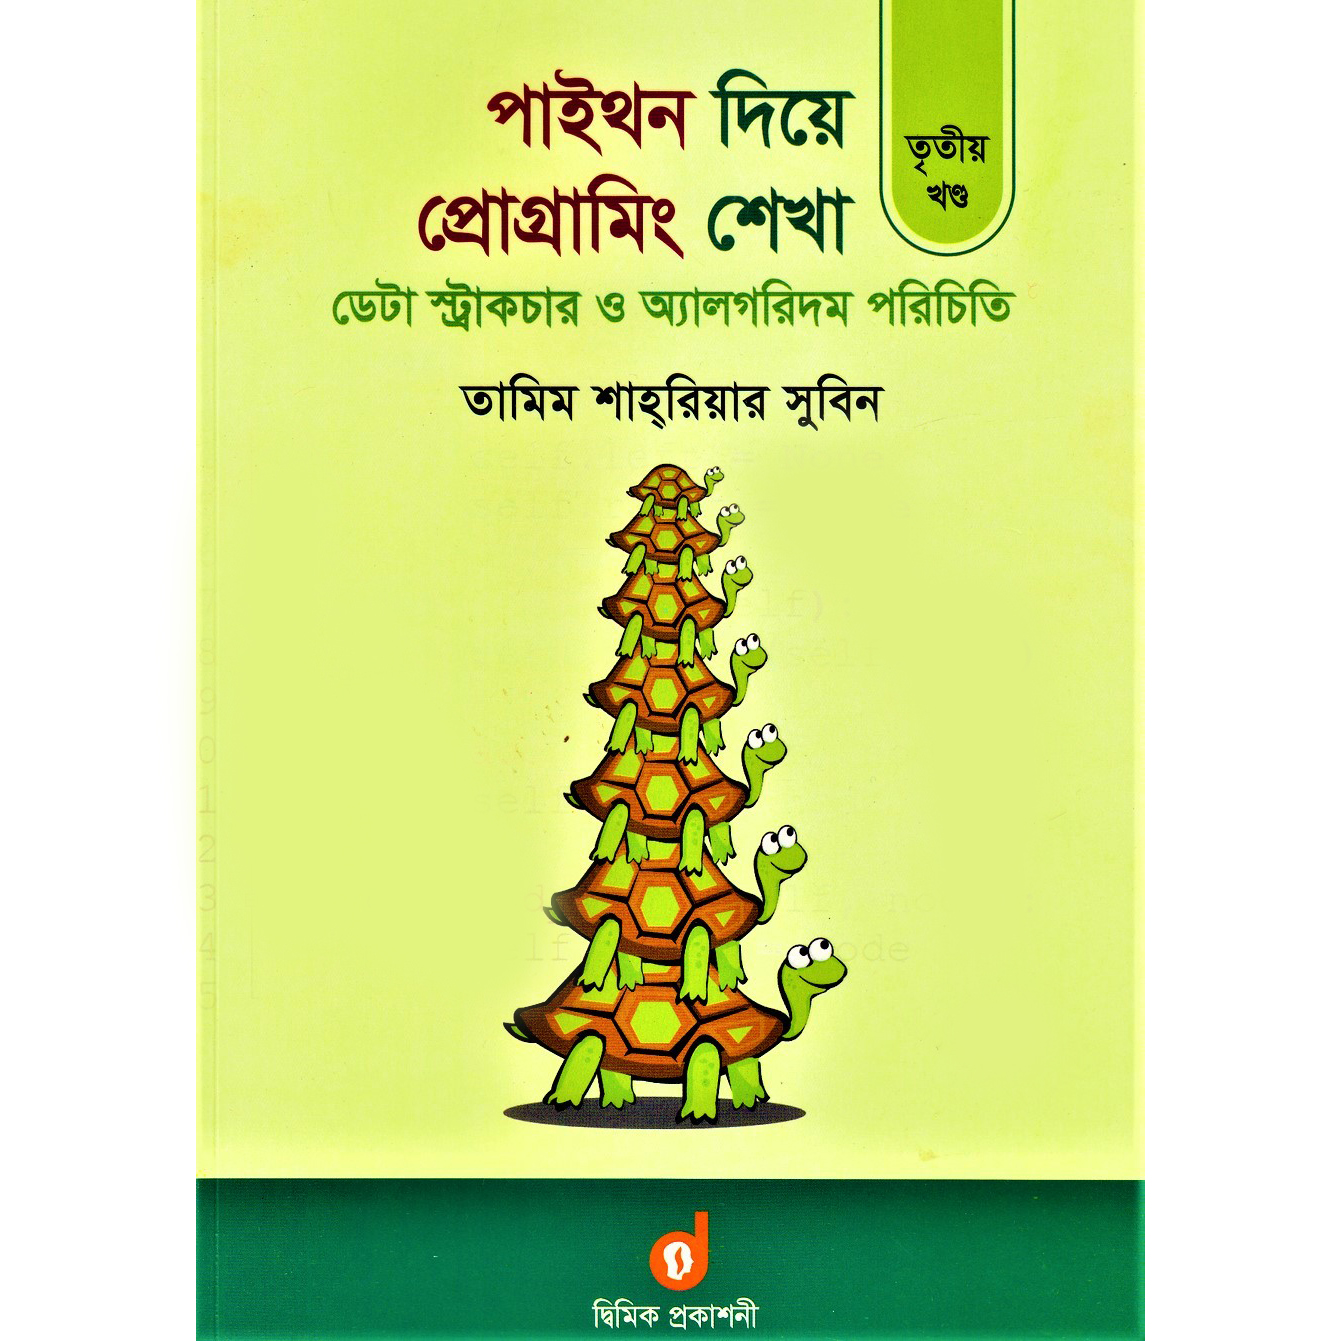 পাইথন দিয়ে
প্রোগ্রামিং শেখা
তৃতীয়
খণ্ড
ডেটা স্ট্রাকচার ও অ্যালগরিদম পরিচিতি
তামিম শাহ্‌রিয়ার সুবিন
দ্বিমিক প্রকাশনী